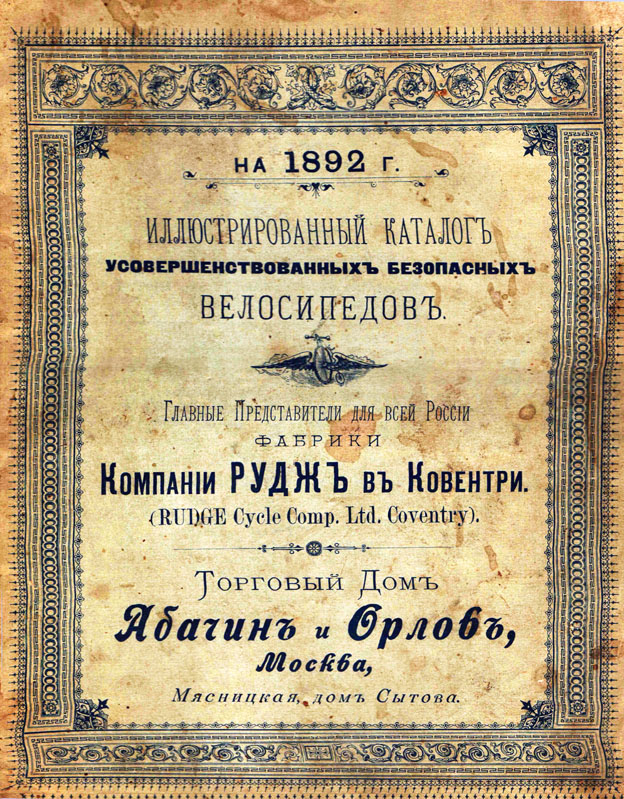 НА 1892 Г.
ИЛЛЮСТРИРОВАННЫЙ КАТАЛОГЪ
УСОВЕРШЕНСТВОВАННЫХЪ БЕЗОПАСНЫХЪ
ВЕЛОСИПЕДОВЪ.
ГЛАВНЫЕ ПРЕДСТАВИТЕЛИ ДЛЯ ВСЕЙ РОССІИ
ФАБРИКИ
КОМПАНІИ РУДЖЪ ВЪ КОВЕНТРИ.
(RUDGE Cycle Comp. Ltd. Coventry).
ТОРГОВЫЙ ДОМЪ
Абачинъ и Орловъ,
Москва,
Мясницкая, домъ Сытова.